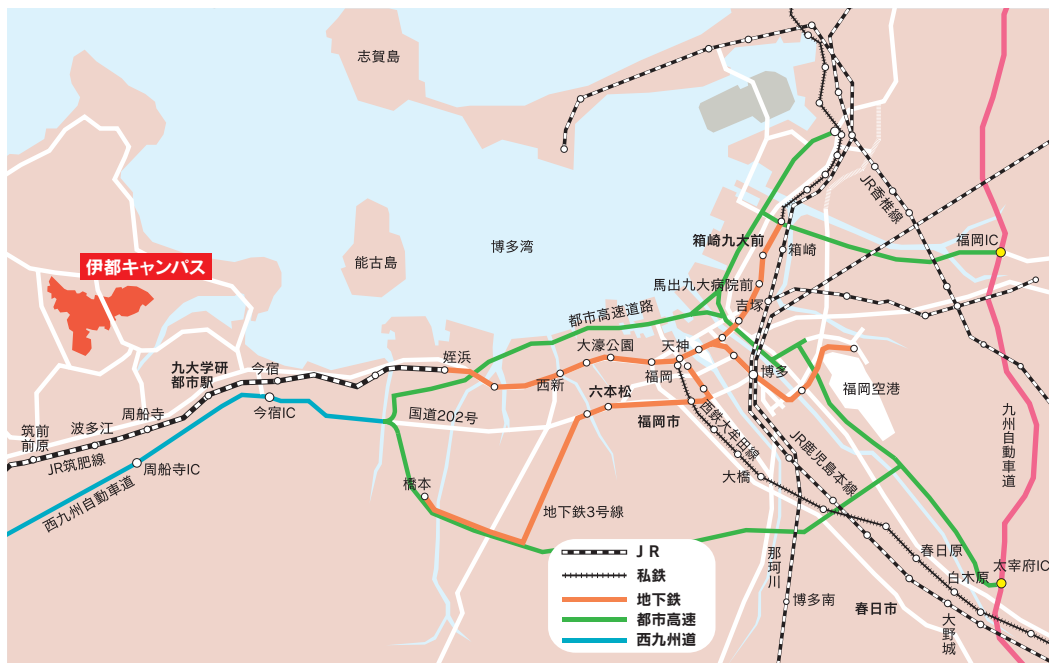 志賀島
JR香椎線
福岡IC
箱崎九大前
箱崎
博多湾
能古島
伊都キャンパス
馬出九大病院前
吉塚
都市高速道路
大濠公園
天神
姪浜
西新
福岡
博多
福岡空港
九大学研
都市駅
今宿
今宿IC
六本松
福岡市
国道202号
周船寺
波多江
筑前
前原
JR筑肥線
周船寺IC
西九州自動車道
西鉄大牟田線
JR鹿児島本線
九州自動車道
大橋
橋本
地下鉄3号線
那珂川
春日原
白木原
太宰府IC
博多南
春日市
大野城
JR
私鉄
地下鉄
都市高速
西九州道